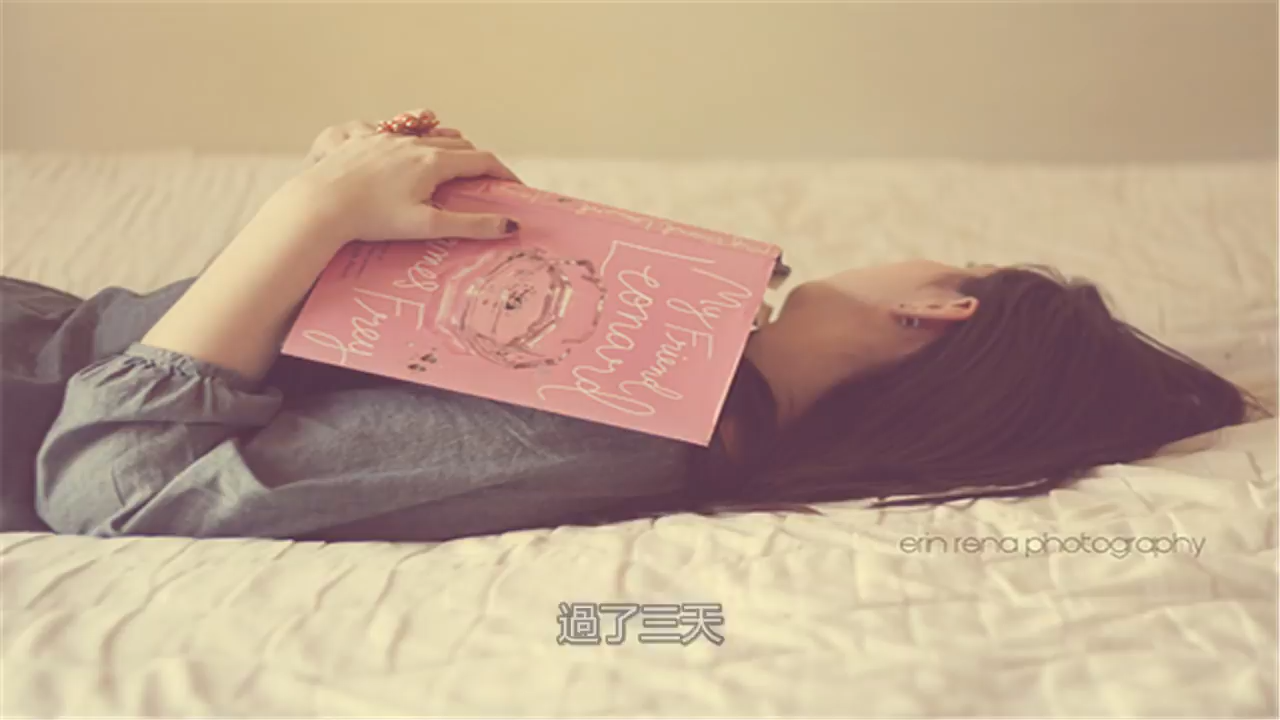 My Friend
Leonard
James Frey
erin rena photography
過了三天